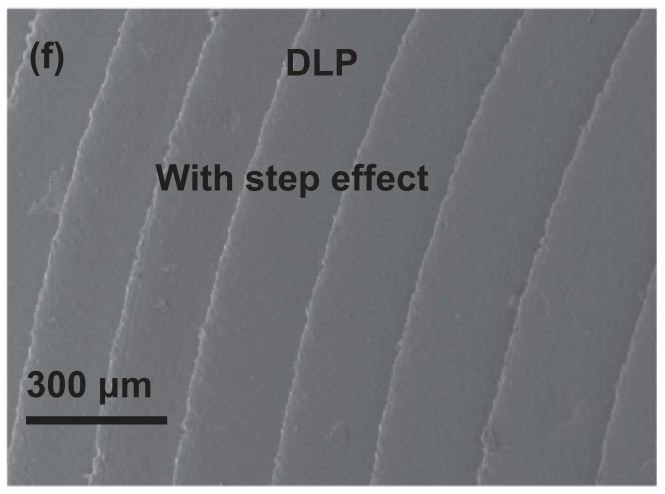 (f)
DLP
With step effect
300 μm